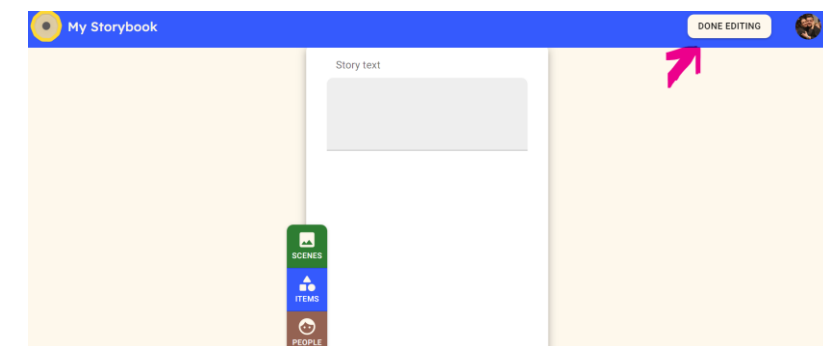 My Storybook
DONE EDITING
Story text
SCENES
ITEMS
PEOPLE